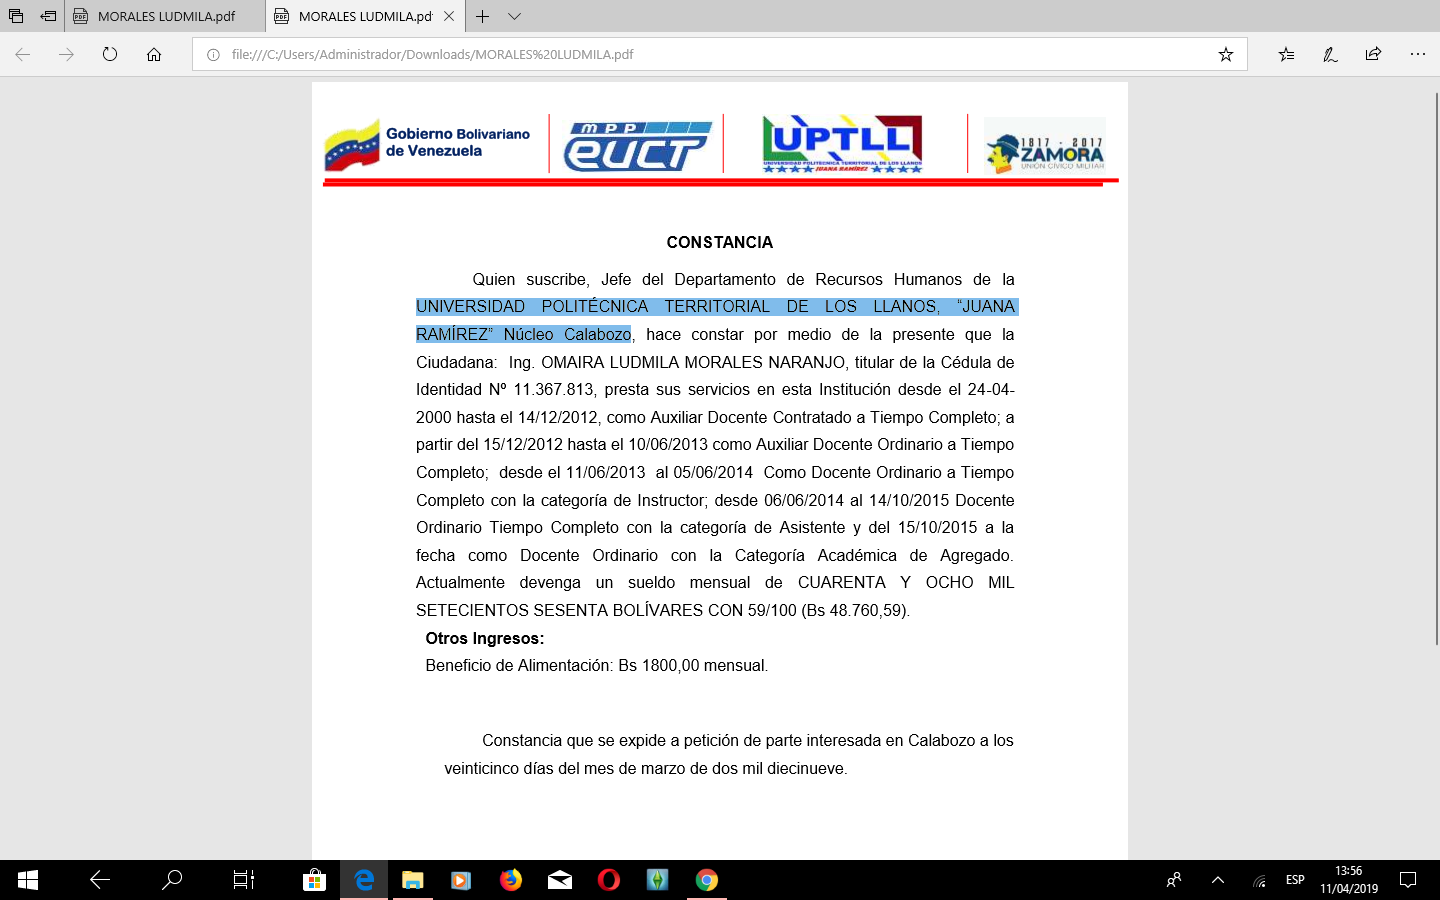 MORALES LUDMILA.pdf
MORALES LUDMILA.pd
file:///C:/Users/Administrador/Downloads/MORALES%20LUDMILA.pdf
Gobierno Bolivariano
de Venezuela
MPP
eUCT
UPTLL
UNIVERSIDAD POLITECNICA TERRITORIAL DE LOS LLANOS
JUANA RAMÍREZ
1817 - 2017
ZAMORA
UNIÓN CÍVICO MILITAR
CONSTANCIA
Quien suscribe, Jefe del Departamento de Recursos Humanos de la
UNIVERSIDAD POLITÉCNICA TERRITORIAL DE LOS LLANOS, “JUANA
RAMÍREZ” Núcleo Calabozo, hace constar por medio de la presente que la
Ciudadana: Ing. OMAIRA LUDMILA MORALES NARANJO, titular de la Cédula de
Identidad Nº 11.367.813, presta sus servicios en esta Institución desde el 24-04-
2000 hasta el 14/12/2012, como Auxiliar Docente Contratado a Tiempo Completo; a
partir del 15/12/2012 hasta el 10/06/2013 como Auxiliar Docente Ordinario a Tiempo
Completo; desde el 11/06/2013 al 05/06/2014 Como Docente Ordinario a Tiempo
Completo con la categoría de Instructor; desde 06/06/2014 al 14/10/2015 Docente
Ordinario Tiempo Completo con la categoría de Asistente y del 15/10/2015 a la
fecha como Docente Ordinario con la Categoría Académica de Agregado.
Actualmente devenga un sueldo mensual de CUARENTA Y OCHO MIL
SETECIENTOS SESENTA BOLÍVARES CON 59/100 (Bs 48.760,59).
Otros Ingresos:
Beneficio de Alimentación: Bs 1800,00 mensual.
Constancia que se expide a petición de parte interesada en Calabozo a los
veinticinco días del mes de marzo de dos mil diecinueve.
ESP
13:56
11/04/2019